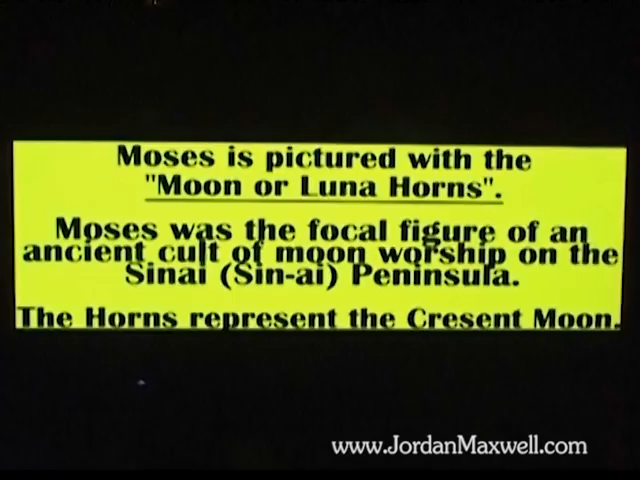 Moses is pictured with the
"Moon or Luna Horns".
Moses was the focal figure of an
ancient cult of moon worship on the
Sinai (Sin-ai) Peninsula.
The Horns represent the Cresent Moon.
www.JordanMaxwell.com